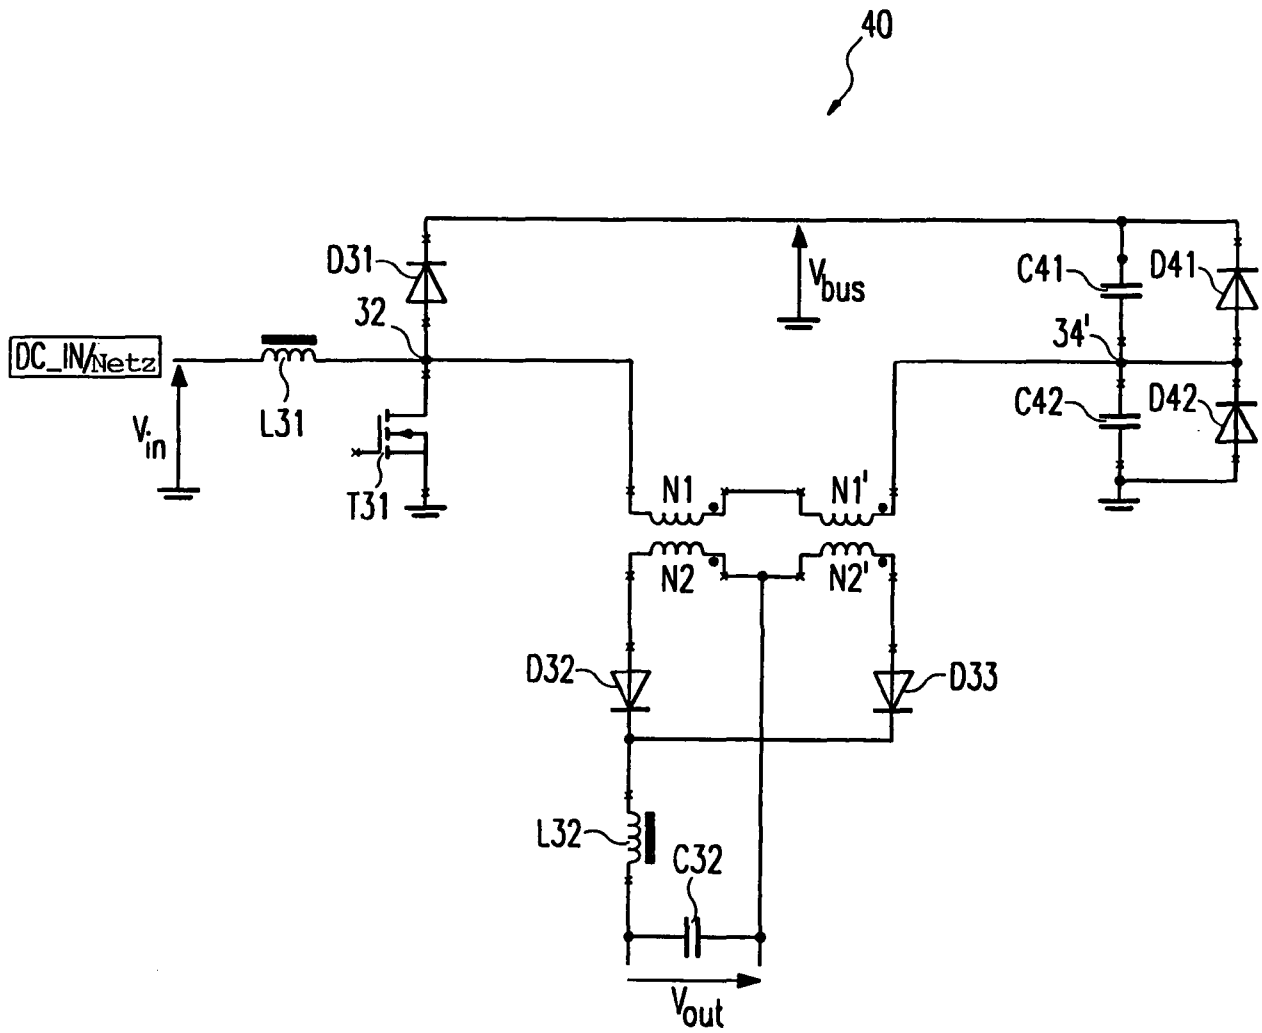 40
D31
32
DC_IN/Netz
Vin
L31
T31
Vbus
C41
D41
34'
C42
D42
N1
N1'
N2
N2'
D32
D33
L32
C32
Vout